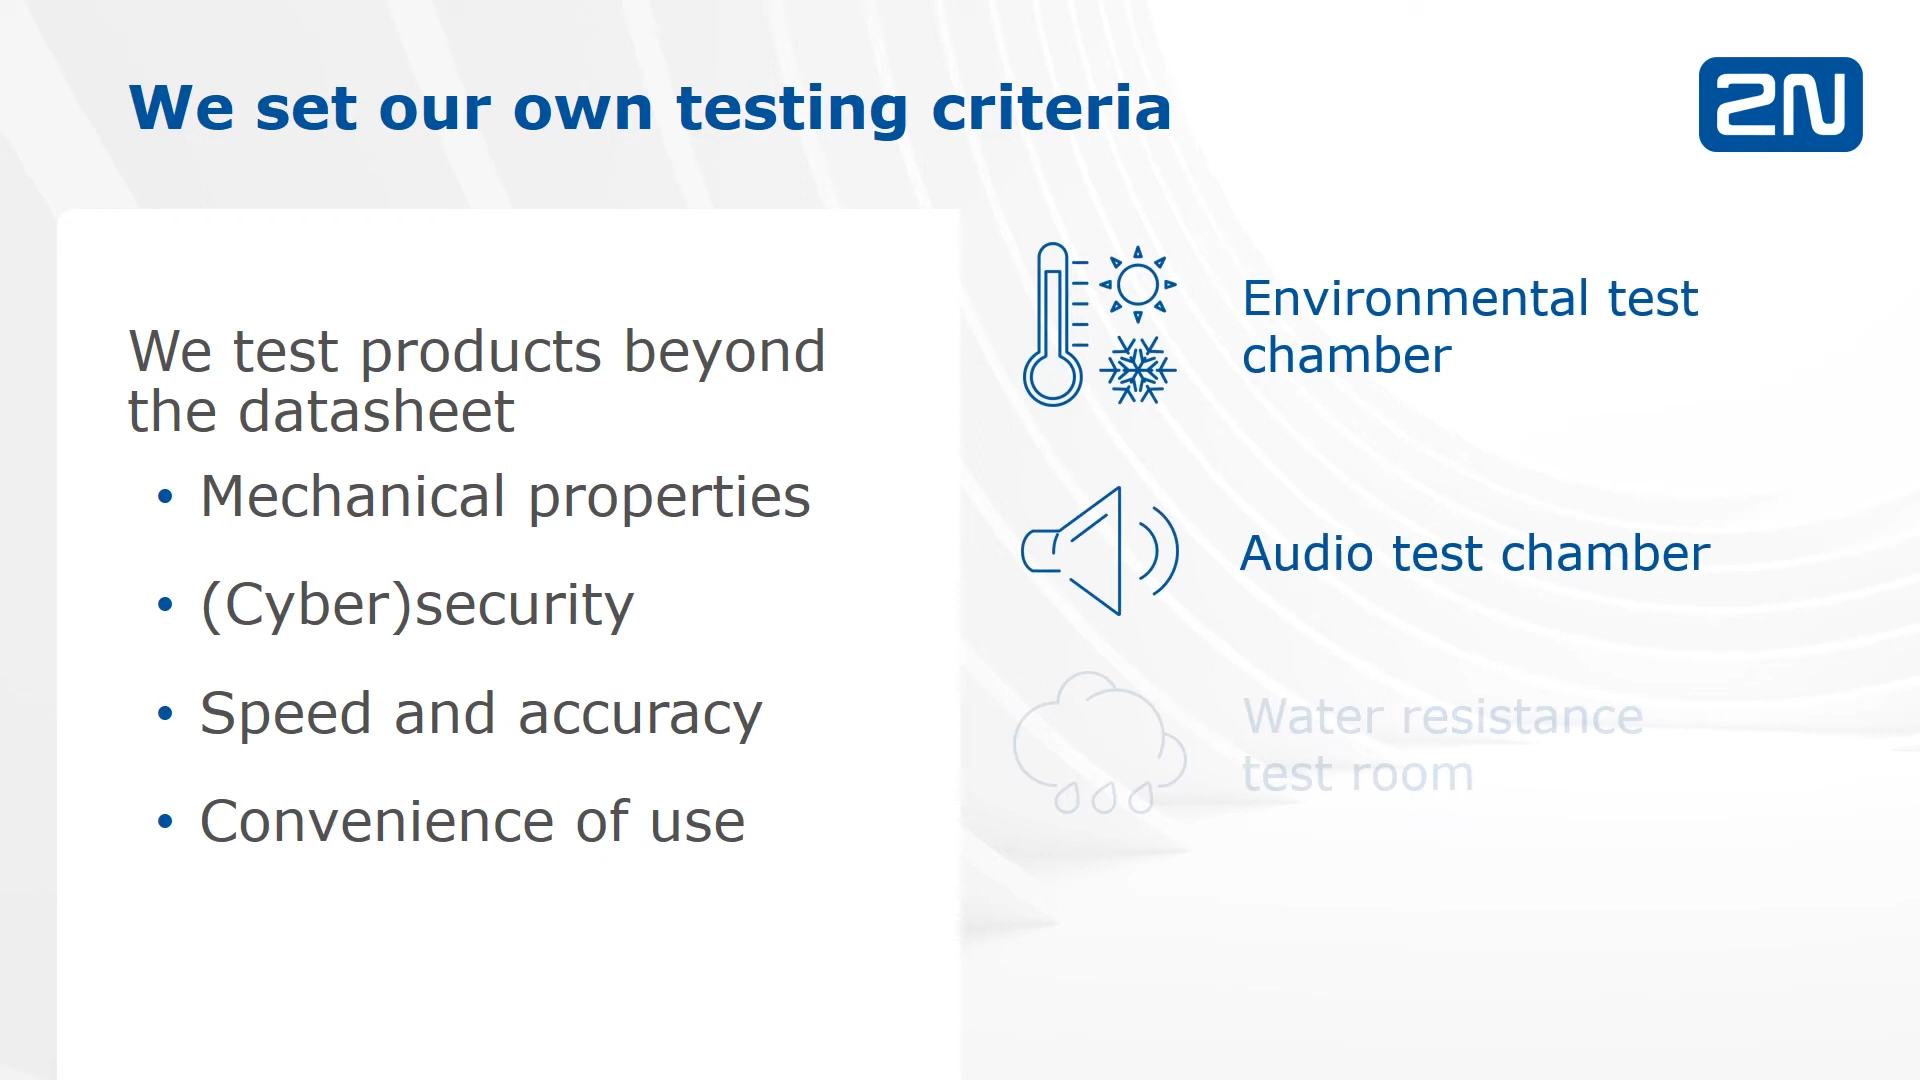 We set our own testing criteria
2N
We test products beyond
the datasheet
• Mechanical properties
• (Cyber)security
• Speed and accuracy
• Convenience of use
Environmental test
chamber
Audio test chamber
Water resistance
test room